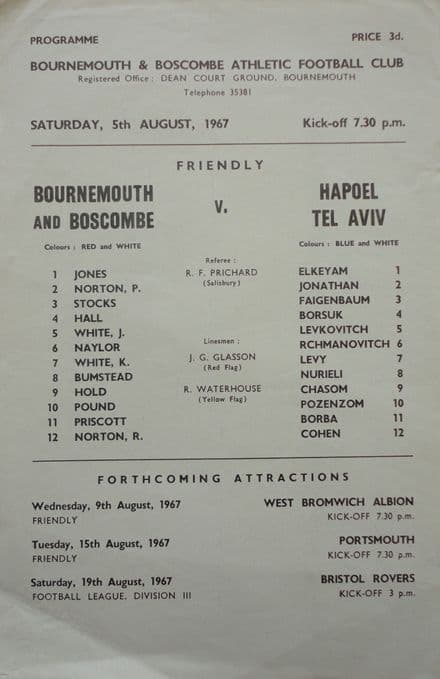 PROGRAMME PRICE 3d.
BOURNEMOUTH & BOSCOMBE ATHLETIC FOOTBALL CLUB
Registered Office : DEAN COURT GROUND, BOURNEMOUTH
Telephone 35381
SATURDAY, 5th AUGUST, 1967 Kick-off 7.30 p.m.
FRIENDLY
BOURNEMOUTH
AND BOSCOMBE
V.
HAPOEL
TEL AVIV
Colours : RED and WHITE
Colours : BLUE and WHITE
1 JONES
2 NORTON, P.
3 STOCKS
4 HALL
5 WHITE, J.
6 NAYLOR
7 WHITE, K.
8 BUMSTEAD
9 HOLD
10 POUND
11 PRISCOTT
12 NORTON, R.
Referee :
R. F. PRICHARD
(Salisbury)
Linesmen :
J. G. GLASSON
(Red Flag)
R. WATERHOUSE
(Yellow Flag)
ELKEYAM 1
JONATHAN 2
FAIGENBAUM 3
BORSUK 4
LEVKOVITCH 5
RCHMANOVITCH 6
LEVY 7
NURIELI 8
CHASOM 9
POZENZOM 10
BORBA 11
COHEN 12
FORTHCOMING ATTRACTIONS
Wednesday, 9th August, 1967 WEST BROMWICH ALBION
FRIENDLY KICK-OFF 7.30 p.m.
Tuesday, 15th August, 1967 PORTSMOUTH
FRIENDLY KICK-OFF 7.30 p.m.
Saturday, 19th August, 1967 BRISTOL ROVERS
FOOTBALL LEAGUE, DIVISION III KICK-OFF 3 p.m.